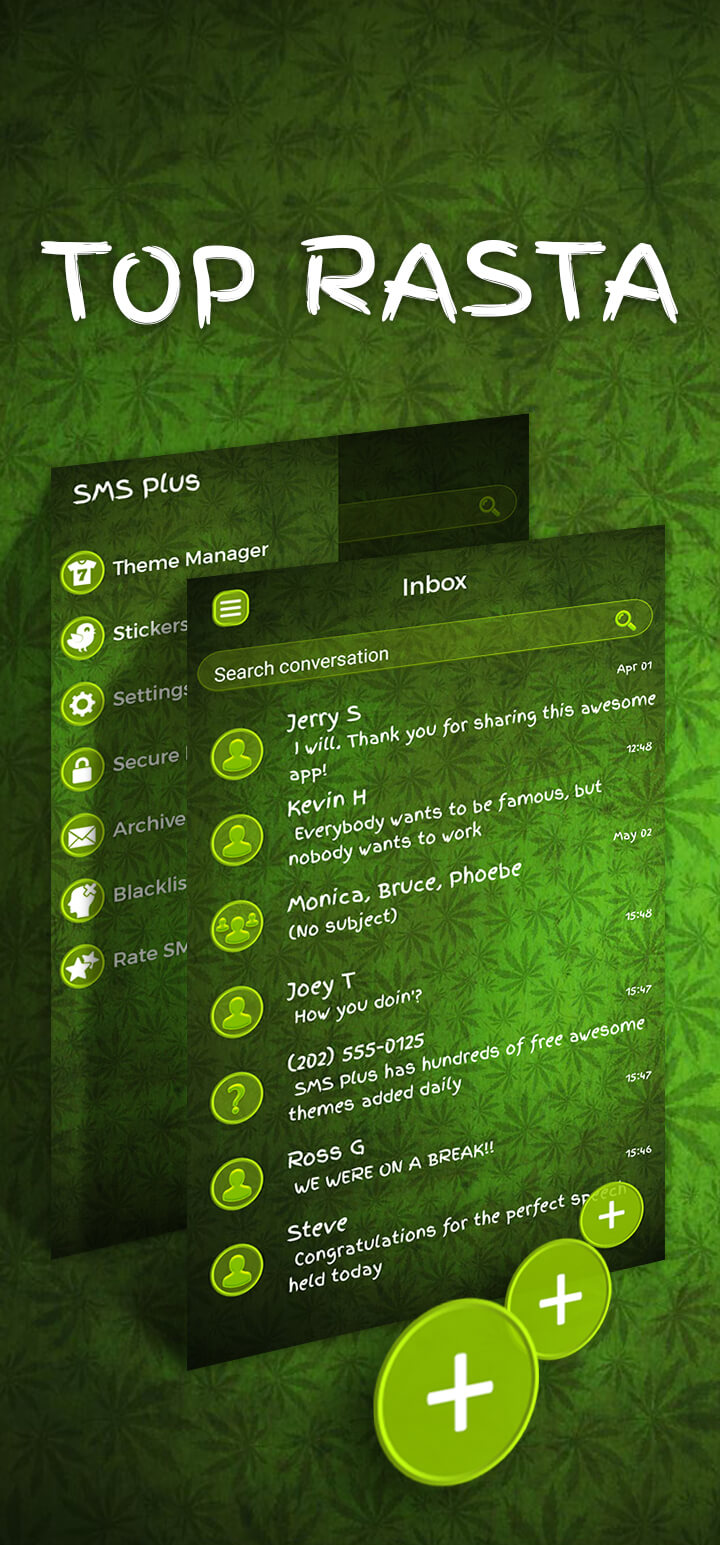 TOP RASTA
SMS Plus
Theme Manager
Stickers
Settings
Secure
Archive
Blacklis
Rate SM
Inbox
Search conversation
Apr 01
Jerry S
I will. Thank you for sharing this awesome
app!
12:48
Kevin H
Everybody wants to be famous, but
nobody wants to work
May 02
Monica, Bruce, Phoebe
(No subject)
15:48
Joey T
How you doin'?
15:47
(202) 555-0125
SMS Plus has hundreds of free awesome
themes added daily
15:47
Ross G
WE WERE ON A BREAK!!
15:46
Steve
Congratulations for the perfect speech
held today